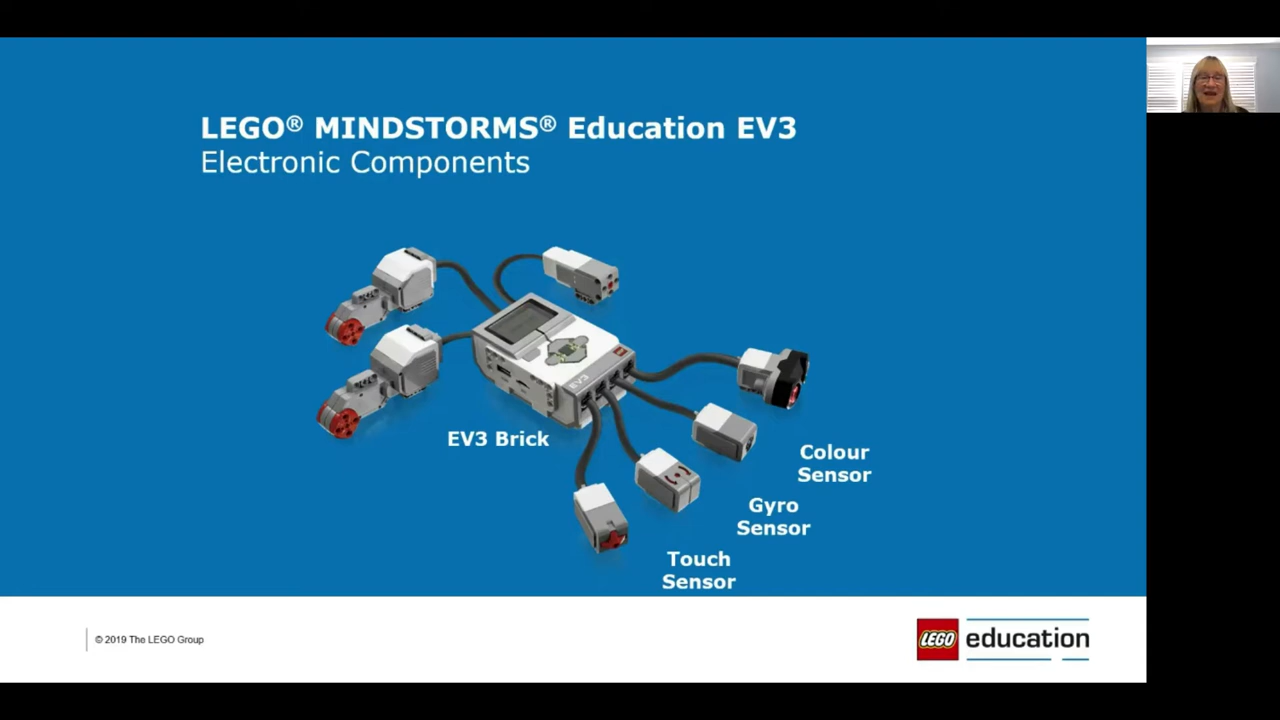 LEGO® MINDSTORMS® Education EV3
Electronic Components
EV3
EV3 Brick
Colour
Sensor
Gyro
Sensor
Touch
Sensor
© 2019 The LEGO Group
LEGO education